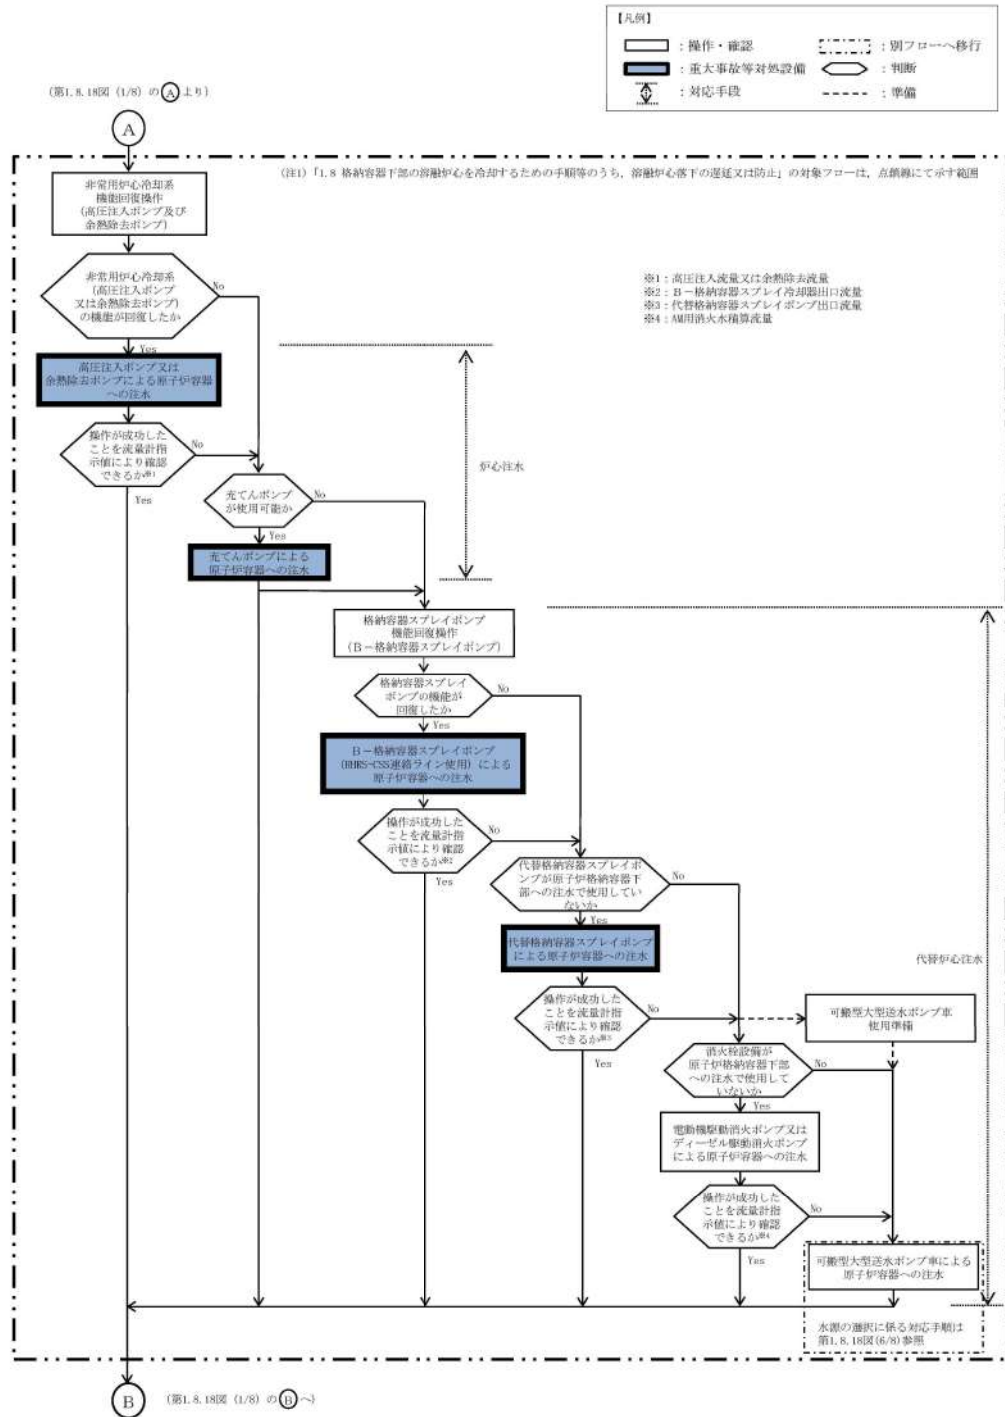 【凡例】
：操作・確認
：別フローへ移行
：重大事故等対処設備
：判断
：対応手段
：準備
(第1.8.18図 (1/8) の A より)
A
(注1)「1.8 格納容器下部の溶融炉心を冷却するための手順等のうち，溶融炉心落下の遅延又は防止」の対象フローは，点鎖線にて示す範囲
非常用炉心冷却系
機能回復操作
(高圧注入ポンプ及び
余熱除去ポンプ)
非常用炉心冷却系
(高圧注入ポンプ
又は余熱除去ポンプ)
の機能が回復したか
No
Yes
※1：高圧注入流量又は余熱除去流量
※2：B－格納容器スプレイ冷却器出口流量
※3：代替格納容器スプレイポンプ出口流量
※4：AM用消火水積算流量
高圧注入ポンプ又は
余熱除去ポンプによる原子炉容器
への注水
操作が成功した
ことを流量計指
示値により確認
できるか※1
No
Yes
炉心注水
充てんポンプ
が使用可能か
No
Yes
充てんポンプによる
原子炉容器への注水
格納容器スプレイポンプ
機能回復操作
(B－格納容器スプレイポンプ)
格納容器スプレイ
ポンプの機能が
回復したか
No
Yes
B－格納容器スプレイポンプ
(RHRS-CSS連絡ライン使用) による
原子炉容器への注水
操作が成功した
ことを流量計指
示値により確認
できるか※2
No
Yes
代替格納容器スプレイポ
ンプが原子炉格納容器下
部への注水で使用してい
ないか
No
Yes
代替格納容器スプレイポンプ
による原子炉容器への注水
代替炉心注水
操作が成功した
ことを流量計指
示値により確認
できるか※3
No
Yes
可搬型大型送水ポンプ車
使用準備
消火栓設備が
原子炉格納容器下部
への注水で使用して
いないか
No
Yes
電動機駆動消火ポンプ又は
ディーゼル駆動消火ポンプ
による原子炉容器への注水
操作が成功した
ことを流量計指
示値により確認
できるか※4
No
Yes
可搬型大型送水ポンプ車による
原子炉容器への注水
水源の選択に係る対応手順は
第1.8.18図(6/8)参照
B
(第1.8.18図 (1/8) の B へ)